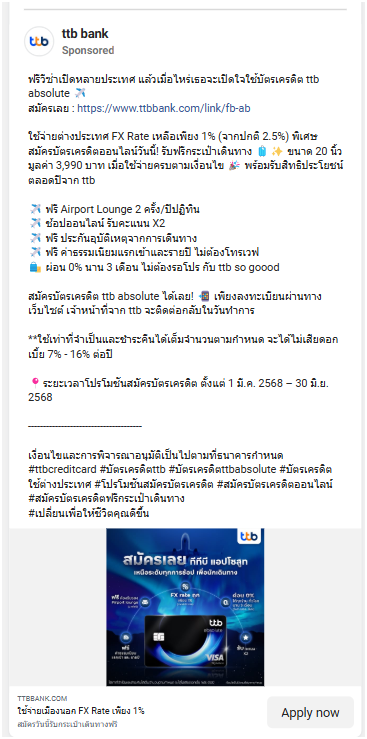 ttb bank
Sponsored
ฟรีวีซ่าเปิดหลายประเทศ แล้วเมื่อไหร่เธอจะเปิดใจใช้บัตรเครดิต ttb
absolute ✈️
สมัครเลย : https://www.ttbbank.com/link/fb-ab
ใช้จ่ายต่างประเทศ FX Rate เหลือเพียง 1% (จากปกติ 2.5%) พิเศษ
สมัครบัตรเครดิตออนไลน์วันนี้! รับฟรีกระเป๋าเดินทาง 🧳 ✨ ขนาด 20 นิ้ว
มูลค่า 3,990 บาท เมื่อใช้จ่ายครบตามเงื่อนไข 🎉 พร้อมรับสิทธิประโยชน์
ตลอดปีจาก ttb
✈️ ฟรี Airport Lounge 2 ครั้ง/ปีปฏิทิน
✈️ ช้อปออนไลน์ รับคะแนน X2
✈️ ฟรี ประกันอุบัติเหตุจากการเดินทาง
✈️ ฟรี ค่าธรรมเนียมแรกเข้าและรายปี ไม่ต้องโทรเวฟ
🛍️ ผ่อน 0% นาน 3 เดือน ไม่ต้องรอโปร กับ ttb so goood
สมัครบัตรเครดิต ttb absolute ได้เลย! 📲 เพียงลงทะเบียนผ่านทาง
เว็บไซต์ เจ้าหน้าที่จาก ttb จะติดต่อกลับในวันทำการ
**ใช้เท่าที่จำเป็นและชำระคืนได้เต็มจำนวนตามกำหนด จะได้ไม่เสียดอก
เบี้ย 7% - 16% ต่อปี
📍 ระยะเวลาโปรโมชันสมัครบัตรเครดิต ตั้งแต่ 1 มี.ค. 2568 – 30 มิ.ย.
2568
--------------------------------------
เงื่อนไขและการพิจารณาอนุมัติเป็นไปตามที่ธนาคารกำหนด
#ttbcreditcard #บัตรเครดิตttb #บัตรเครดิตttbabsolute #บัตรเครดิต
ใช้ต่างประเทศ #โปรโมชันสมัครบัตรเครดิต #สมัครบัตรเครดิตออนไลน์
#สมัครบัตรเครดิตฟรีกระเป๋าเดินทาง
#เปลี่ยนเพื่อให้ชีวิตคุณดีขึ้น
ttb
สมัครเลย ทีทีบี แอปโซลูท
เหนือระดับทุกการช้อป เพื่อนักเดินทาง
FX rate
ฟรี
Airport Lounge
ttb
absolute
VISA
TTBBANK.COM
ใช้จ่ายเมืองนอก FX Rate เพียง 1%
สมัครวันนี้รับกระเป๋าเดินทางฟรี
Apply now